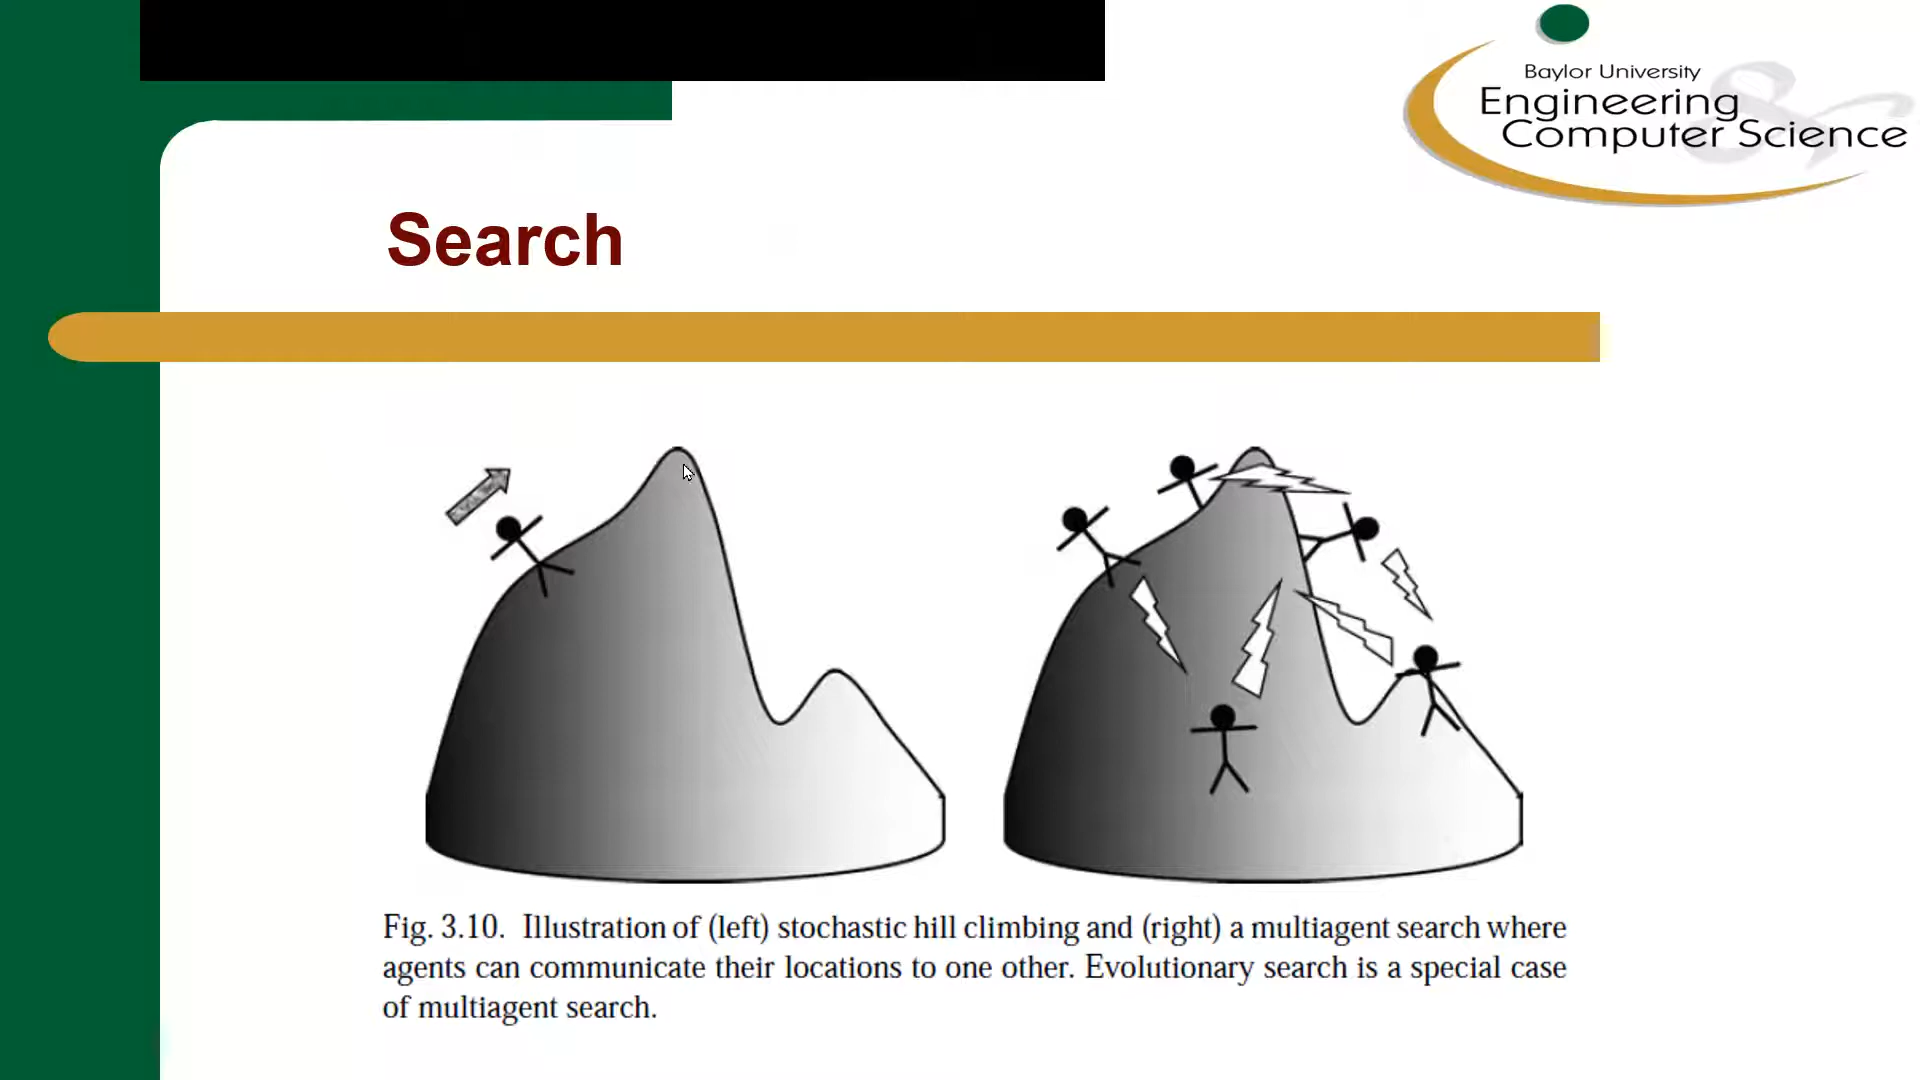 Baylor University
Engineering &
Computer Science
Search
Fig. 3.10. Illustration of (left) stochastic hill climbing and (right) a multiagent search where
agents can communicate their locations to one other. Evolutionary search is a special case
of multiagent search.